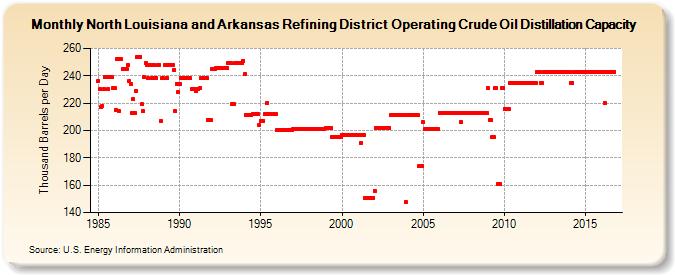 Monthly North Louisiana and Arkansas Refining District Operating Crude Oil Distillation Capacity
Thousand Barrels per Day
260
240
220
200
180
160
140
1985 1990 1995 2000 2005 2010 2015
Source: U.S. Energy Information Administration